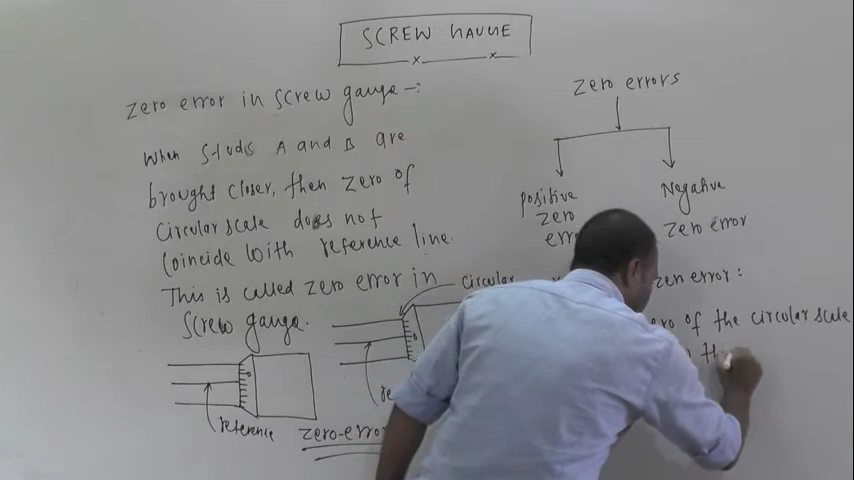 SCREW GAUGE
zero error in screw gauge -:
When Studs A and B are
brought closer, then zero of
Circular scale does not
Coincide with reference line.
This is called zero error in
Screw gauge.
circular
reference
zero-error
zero errors
positive
zero
Negative
zero error
zero error:
of the circular scale